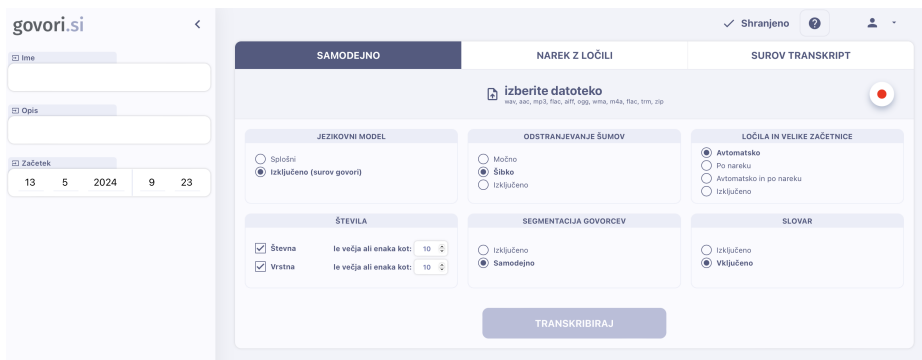 govori.si
Shranjeno
Ime
Opis
Začetek
13 5 2024 9 23
SAMODEJNO
NAREK Z LOČILI
SUROV TRANSKRIPT
izberite datoteko
wav, aac, mp3, flac, aiff, ogg, wma, m4a, flac, trm, zip
JEZIKOVNI MODEL
Splošni
Izključeno (surov govori)
ODSTRANJEVANJE ŠUMOV
Močno
Šibko
Izključeno
LOČILA IN VELIKE ZAČETNICE
Avtomatsko
Po nareku
Avtomatsko in po nareku
Izključeno
ŠTEVILA
Števna le večja ali enaka kot: 10
Vrstna le večja ali enaka kot: 10
SEGMENTACIJA GOVORCEV
Izključeno
Samodejno
SLOVAR
Izključeno
Vključeno
TRANSKRIBIRAJ